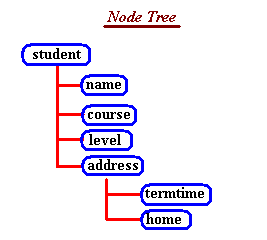 Node Tree
student
name
course
level
address
termtime
home